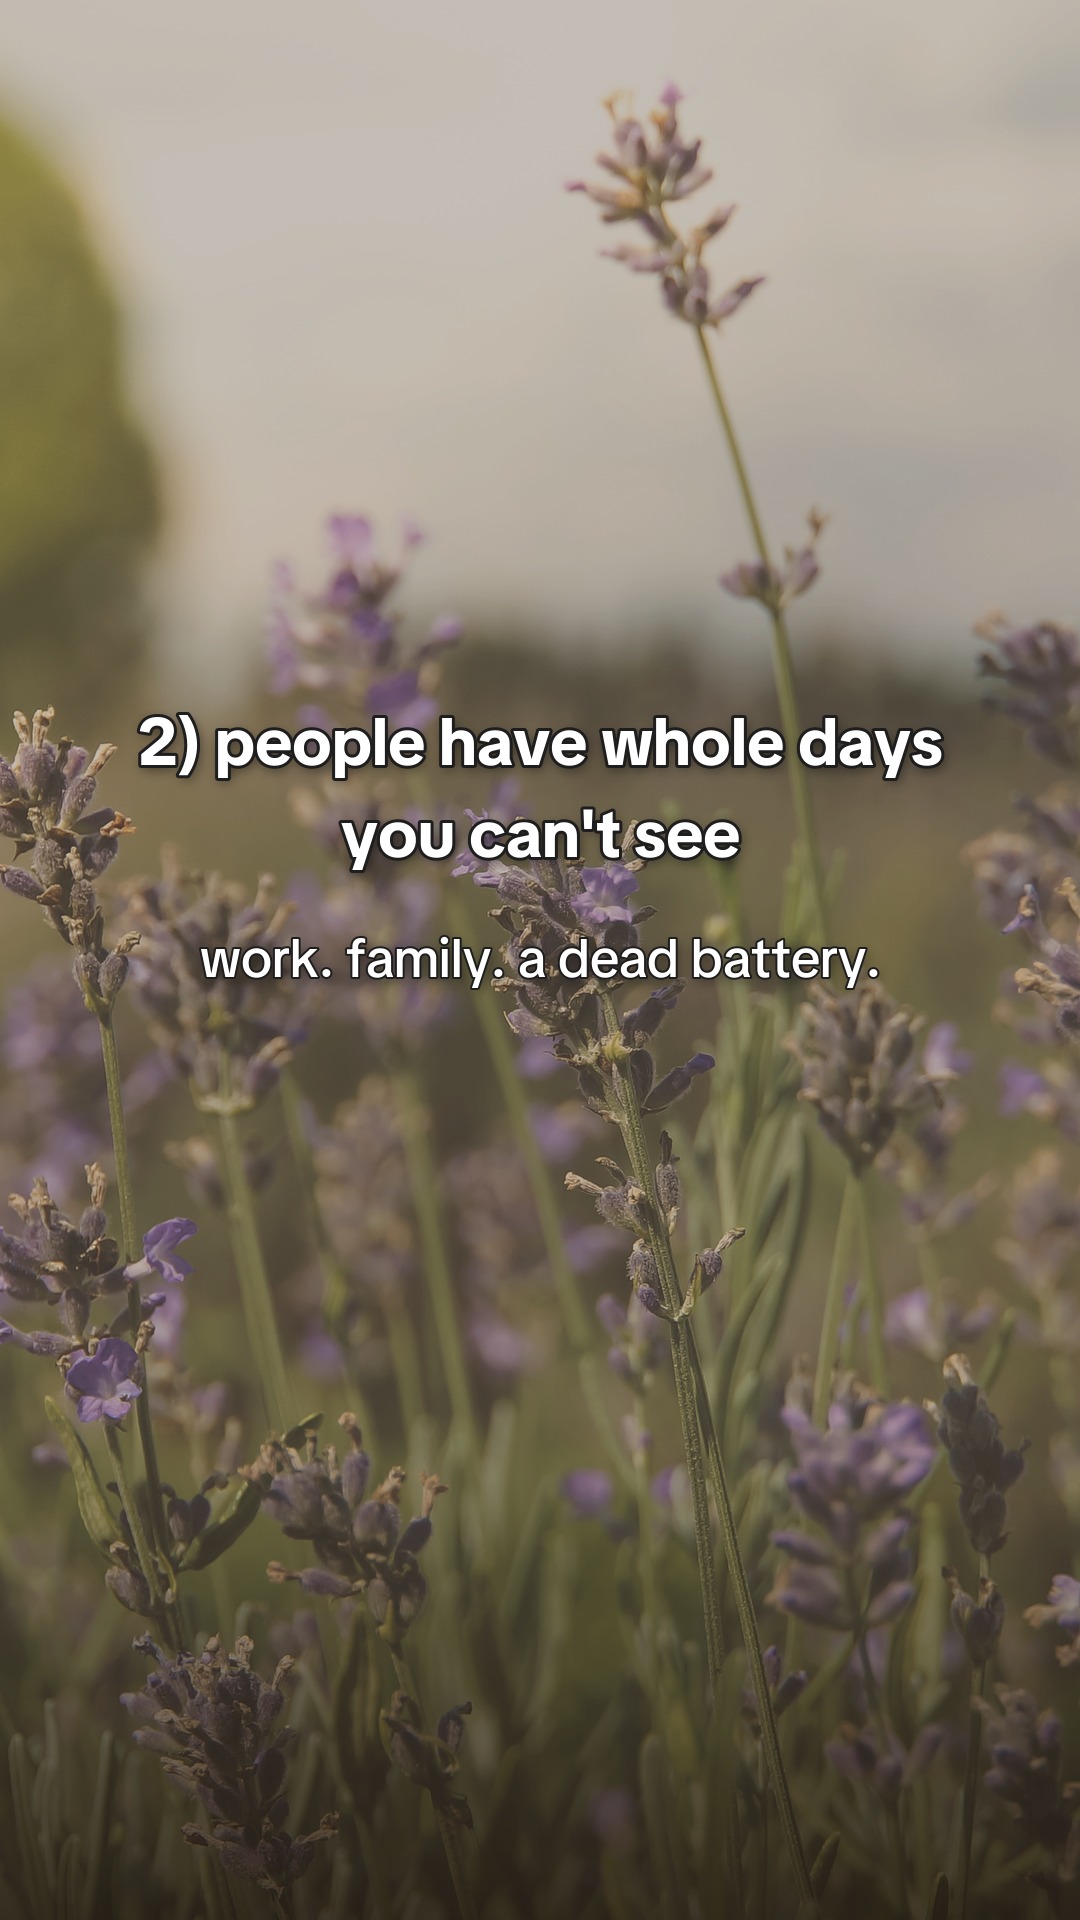 2) people have whole days
you can't see
work. family. a dead battery.